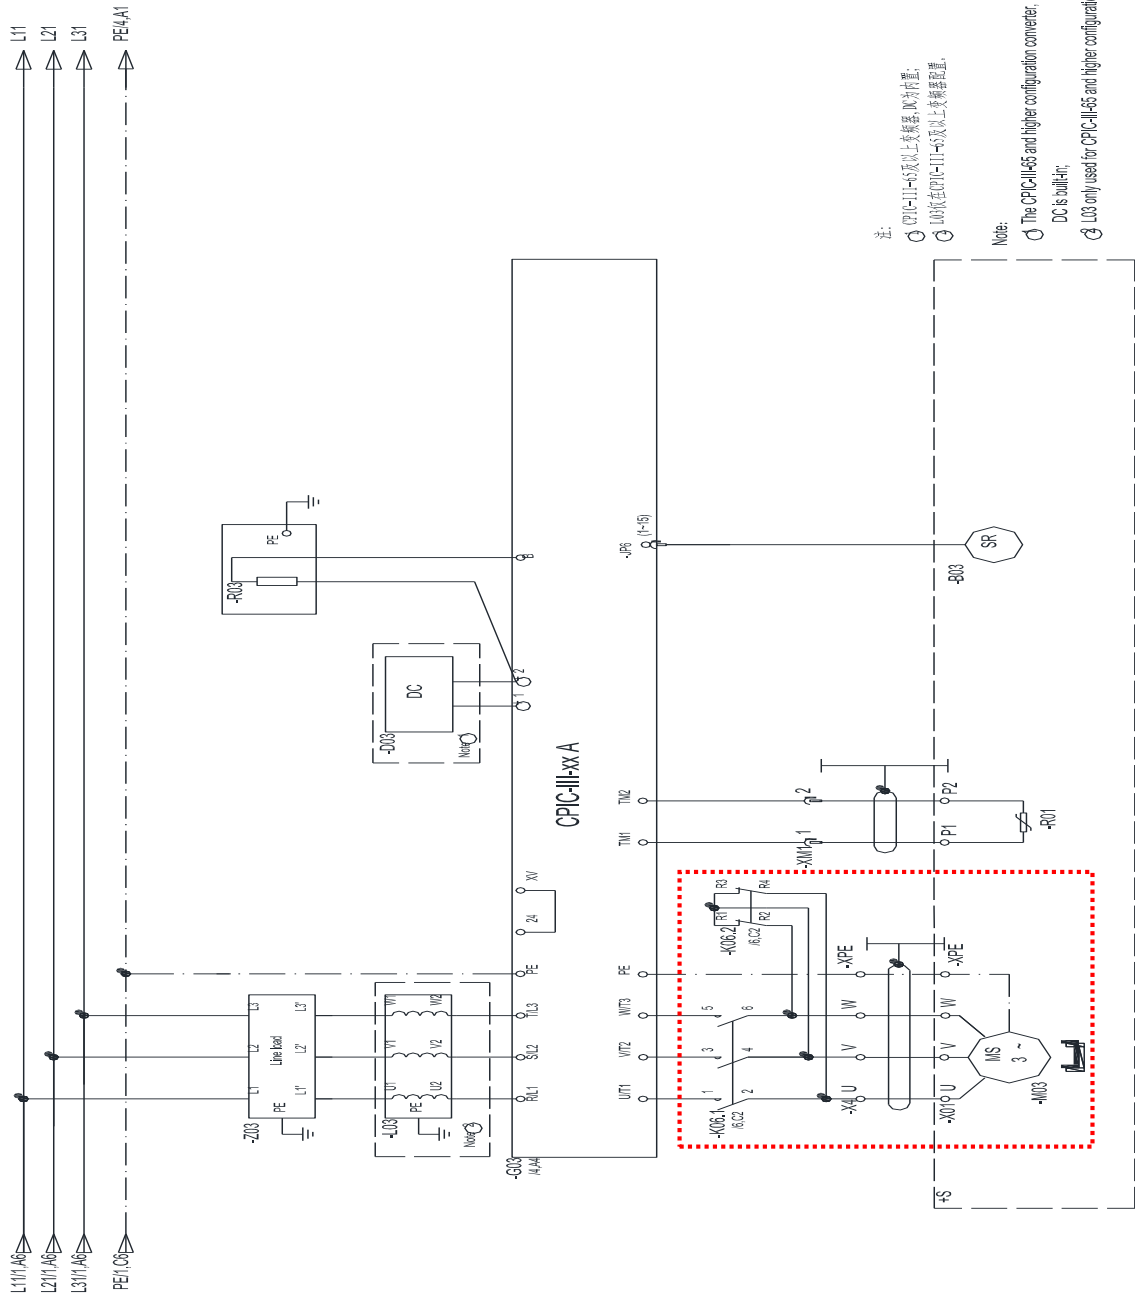 L11
L21
L31
PE/4,A1
L11/1,A6
L21/1,A6
L31/1,A6
PE/1,C6
注:
① CPIC-III-65及以上变频器,DC为内置;
② L03仅在CPIC-III-65及以上变频器配置。
Note:
① The CPIC-III-65 and higher configuration converter,
DC is built-in;
② L03 only used for CPIC-III-65 and higher configuratio
-R03
PE
B
DC
-D03
Note①
1
2
-Z03
Line load
L1
L2
L3
L1'
L2'
L3'
PE
-L03
U1
V1
W1
U2
V2
W2
PE
Note②
R/L1
S/L2
T/L3
PE
24
XV
-G03
/4,A4
CPIC-III-xx A
U/T1
V/T2
W/T3
PE
TM1
TM2
-JP6
(1~15)
-K06.1
/6,C2
1
3
5
2
4
6
-K06.2
/6,C2
R1
R3
R2
R4
-XM1
1
2
-X4
U
V
W
-XPE
-X01
U
V
W
-XPE
P1
P2
-R01
MS
3 ~
-M03
SR
-B03
+S